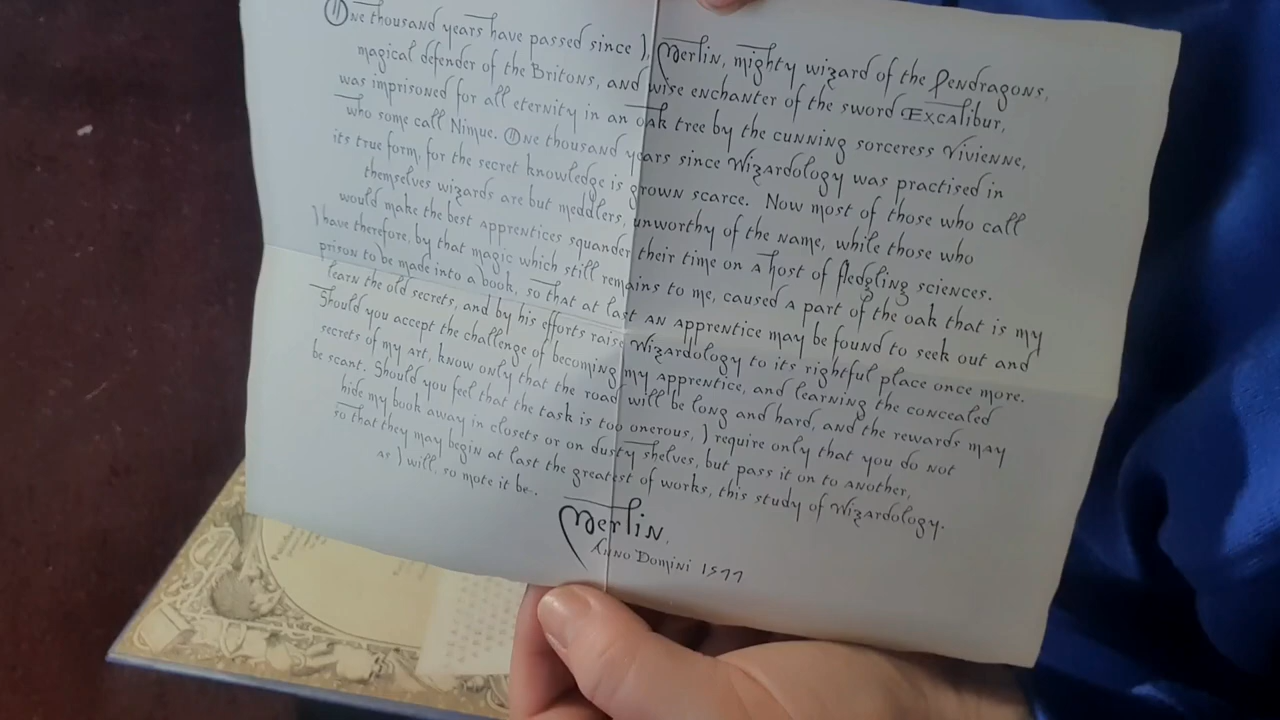 One thousand years have passed since I, Merlin, mighty wizard of the Pendragons,
magical defender of the Britons, and wise enchanter of the sword Excalibur,
was imprisoned for all eternity in an oak tree by the cunning sorceress Vivienne,
who some call Nimue. One thousand years since Wizardology was practised in
its true form, for the secret knowledge is grown scarce. Now most of those who call
themselves wizards are but meddlers, unworthy of the name, while those who
would make the best apprentices squander their time on a host of fledgling sciences.
I have therefore, by that magic which still remains to me, caused a part of the oak that is my
prison to be made into a book, so that at last an apprentice may be found to seek out and
learn the old secrets, and by his efforts raise Wizardology to its rightful place once more.
Should you accept the challenge of becoming my apprentice, and learning the concealed
secrets of my art, know only that the road will be long and hard, and the rewards may
be scant. Should you feel that the task is too onerous, I require only that you do not
hide my book away in closets or on dusty shelves, but pass it on to another,
so that they may begin at last the greatest of works, this study of Wizardology.
as I will, so mote it be..
Merlin,
Anno Domini 1577